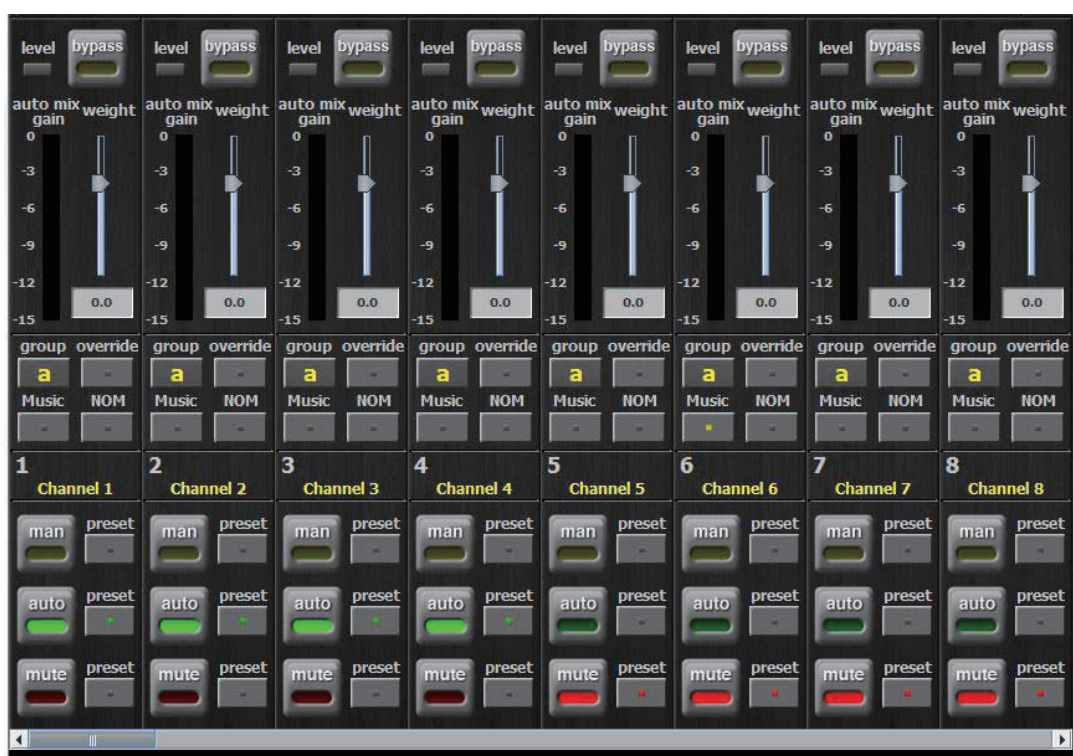 level bypass level bypass level bypass level bypass level bypass level bypass level bypass level bypass
auto mix gain weight auto mix gain weight auto mix gain weight auto mix gain weight auto mix gain weight auto mix gain weight auto mix gain weight auto mix gain weight
0 0 0 0 0 0 0 0
-3 -3 -3 -3 -3 -3 -3 -3
-6 -6 -6 -6 -6 -6 -6 -6
-9 -9 -9 -9 -9 -9 -9 -9
-12 -12 -12 -12 -12 -12 -12 -12
0.0 0.0 0.0 0.0 0.0 0.0 0.0 0.0
-15 -15 -15 -15 -15 -15 -15 -15
group override group override group override group override group override group override group override group override
a a a a a a a a
Music NOM Music NOM Music NOM Music NOM Music NOM Music NOM Music NOM Music NOM
1 2 3 4 5 6 7 8
Channel 1 Channel 2 Channel 3 Channel 4 Channel 5 Channel 6 Channel 7 Channel 8
man preset man preset man preset man preset man preset man preset man preset man preset
auto preset auto preset auto preset auto preset auto preset auto preset auto preset auto preset
mute preset mute preset mute preset mute preset mute preset mute preset mute preset mute preset